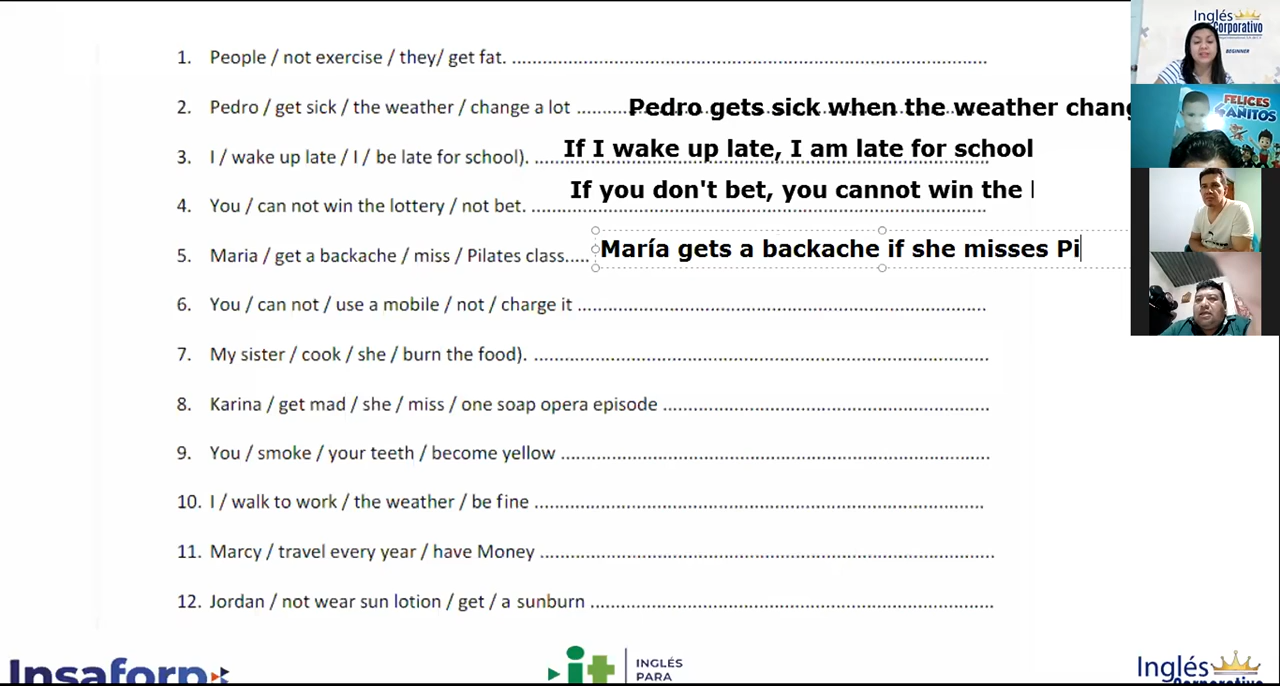 1. People / not exercise / they/ get fat. ..............................................................................
2. Pedro / get sick / the weather / change a lot .......... Pedro gets sick when the weather chang
3. I / wake up late / I / be late for school). ..... If I wake up late, I am late for school
4. You / can not win the lottery / not bet. ..... If you don't bet, you cannot win the l
5. Maria / get a backache / miss / Pilates class..... María gets a backache if she misses Pi
6. You / can not / use a mobile / not / charge it ....................................................................
7. My sister / cook / she / burn the food). ...........................................................................
8. Karina / get mad / she / miss / one soap opera episode ......................................................
9. You / smoke / your teeth / become yellow .......................................................................
10. I / walk to work / the weather / be fine ..........................................................................
11. Marcy / travel every year / have Money ..........................................................................
12. Jordan / not wear sun lotion / get / a sunburn ..................................................................
Insaforp
it INGLÉS
PARA
Inglés
Corporativo
Inglés
Corporativo
BEGINNER
FELICES
AÑITOS